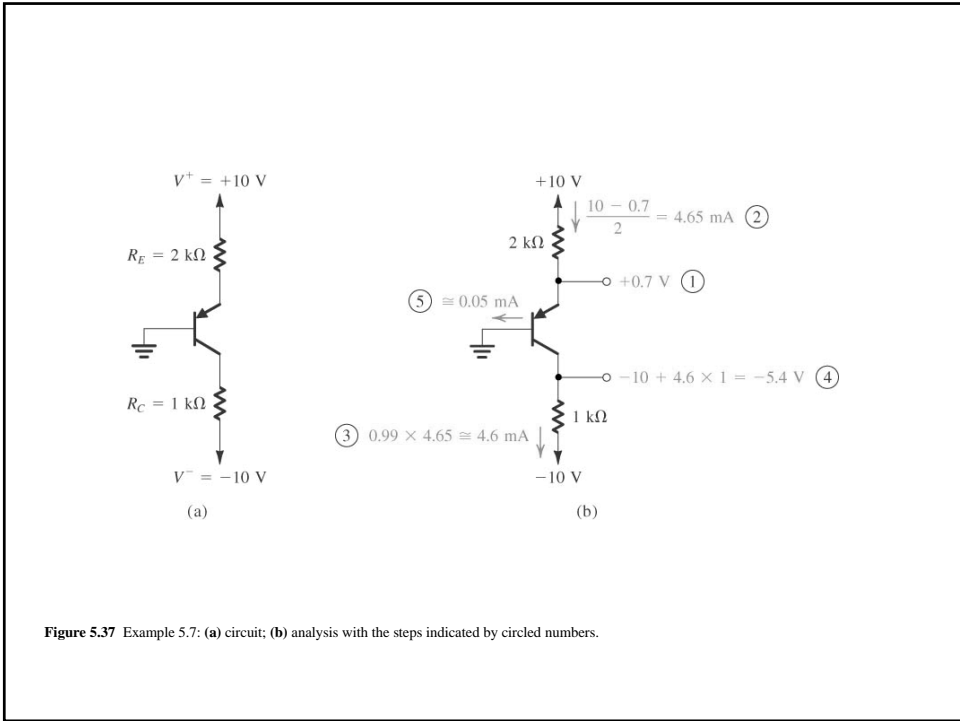 V⁺ = +10 V
R_E = 2 kΩ
R_C = 1 kΩ
V⁻ = −10 V
(a)
+10 V
10 − 0.7 / 2 = 4.65 mA ②
2 kΩ
+0.7 V ①
⑤ ≅ 0.05 mA
−10 + 4.6 × 1 = −5.4 V ④
1 kΩ
③ 0.99 × 4.65 ≅ 4.6 mA
−10 V
(b)
Figure 5.37 Example 5.7: (a) circuit; (b) analysis with the steps indicated by circled numbers.